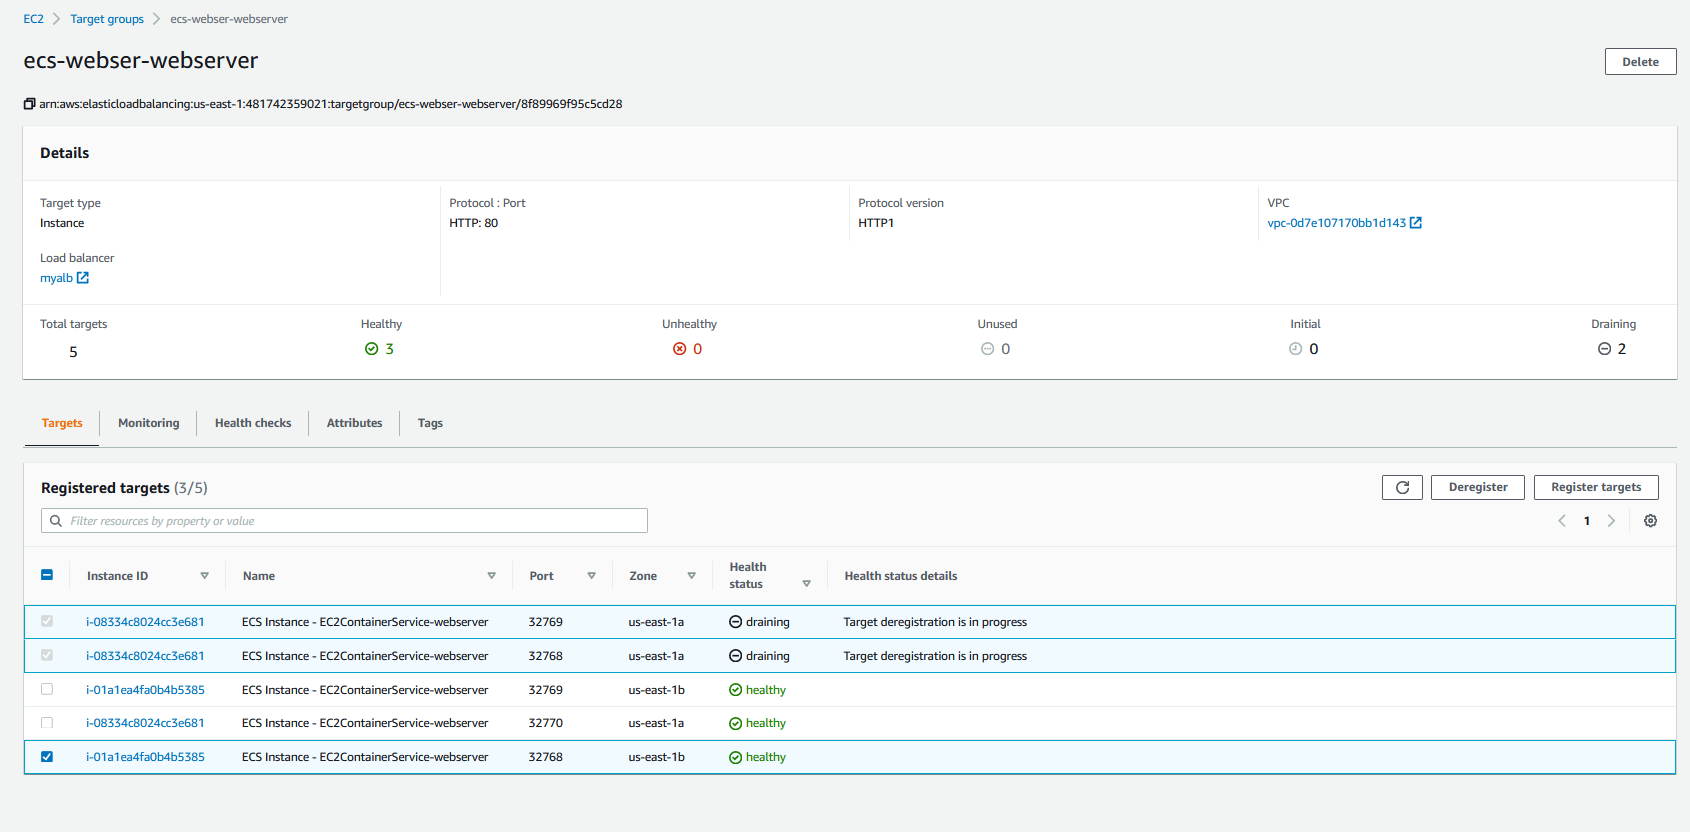 EC2 > Target groups > ecs-webser-webserver
ecs-webser-webserver
Delete
arn:aws:elasticloadbalancing:us-east-1:481742359021:targetgroup/ecs-webser-webserver/8f89969f95c5cd28
Details
Target type Protocol : Port Protocol version VPC
Instance HTTP: 80 HTTP1 vpc-0d7e107170bb1d143
Load balancer
myalb
Total targets Healthy Unhealthy Unused Initial Draining
5 3 0 0 0 2
Targets Monitoring Health checks Attributes Tags
Registered targets (3/5) Deregister Register targets
Filter resources by property or value 1
Instance ID Name Port Zone Health status Health status details
i-08334c8024cc3e681 ECS Instance - EC2ContainerService-webserver 32769 us-east-1a draining Target deregistration is in progress
i-08334c8024cc3e681 ECS Instance - EC2ContainerService-webserver 32768 us-east-1a draining Target deregistration is in progress
i-01a1ea4fa0b4b5385 ECS Instance - EC2ContainerService-webserver 32769 us-east-1b healthy
i-08334c8024cc3e681 ECS Instance - EC2ContainerService-webserver 32770 us-east-1a healthy
i-01a1ea4fa0b4b5385 ECS Instance - EC2ContainerService-webserver 32768 us-east-1b healthy